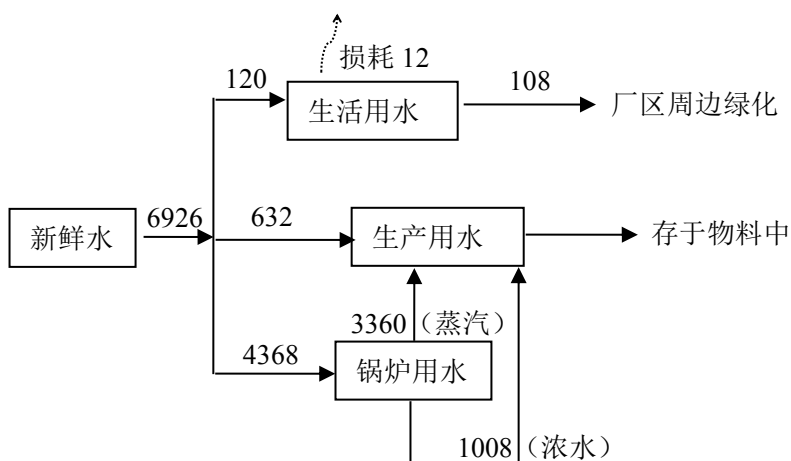 损耗 12
120
生活用水
108
厂区周边绿化
新鲜水
6926
632
生产用水
存于物料中
3360（蒸汽）
4368
锅炉用水
1008（浓水）